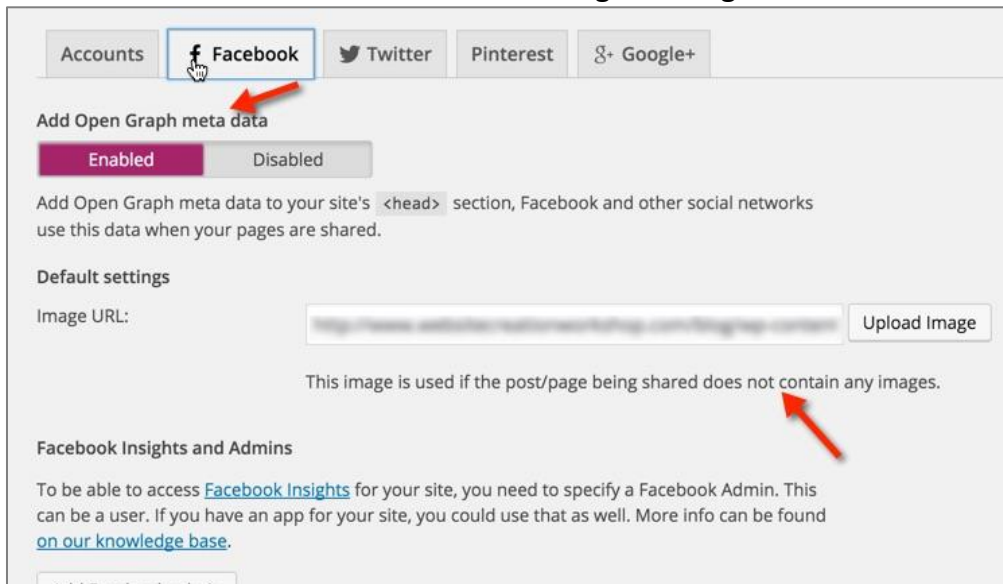 Accounts Facebook Twitter Pinterest g+ Google+
Add Open Graph meta data
Enabled Disabled
Add Open Graph meta data to your site's <head> section, Facebook and other social networks
use this data when your pages are shared.
Default settings
Image URL: Upload Image
This image is used if the post/page being shared does not contain any images.
Facebook Insights and Admins
To be able to access Facebook Insights for your site, you need to specify a Facebook Admin. This
can be a user. If you have an app for your site, you could use that as well. More info can be found
on our knowledge base.